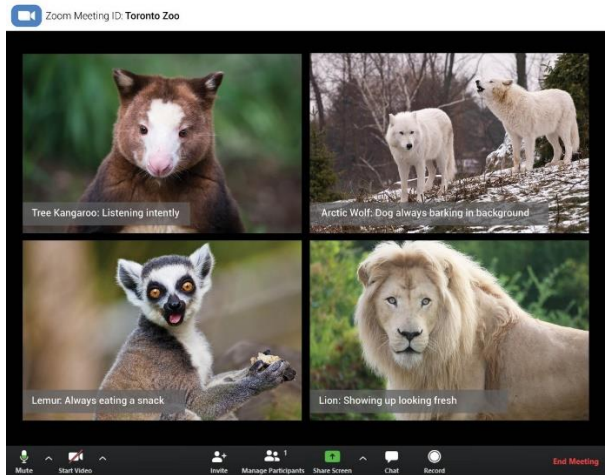 Zoom Meeting ID: Toronto Zoo
Tree Kangaroo: Listening intently
Arctic Wolf: Dog always barking in background
Lemur: Always eating a snack
Lion: Showing up looking fresh
1
Mute
Start Video
Invite
Manage Participants
Share Screen
Chat
Record
End Meeting